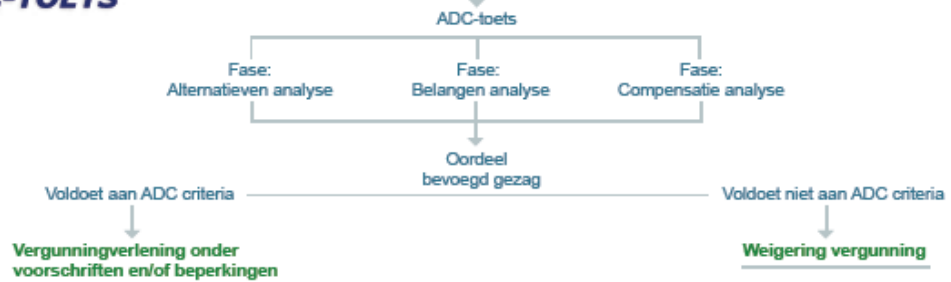 -TOETS
ADC-toets
Fase:
Alternatieven analyse
Fase:
Belangen analyse
Fase:
Compensatie analyse
Oordeel
bevoegd gezag
Voldoet aan ADC criteria
Voldoet niet aan ADC criteria
Vergunningverlening onder
voorschriften en/of beperkingen
Weigering vergunning